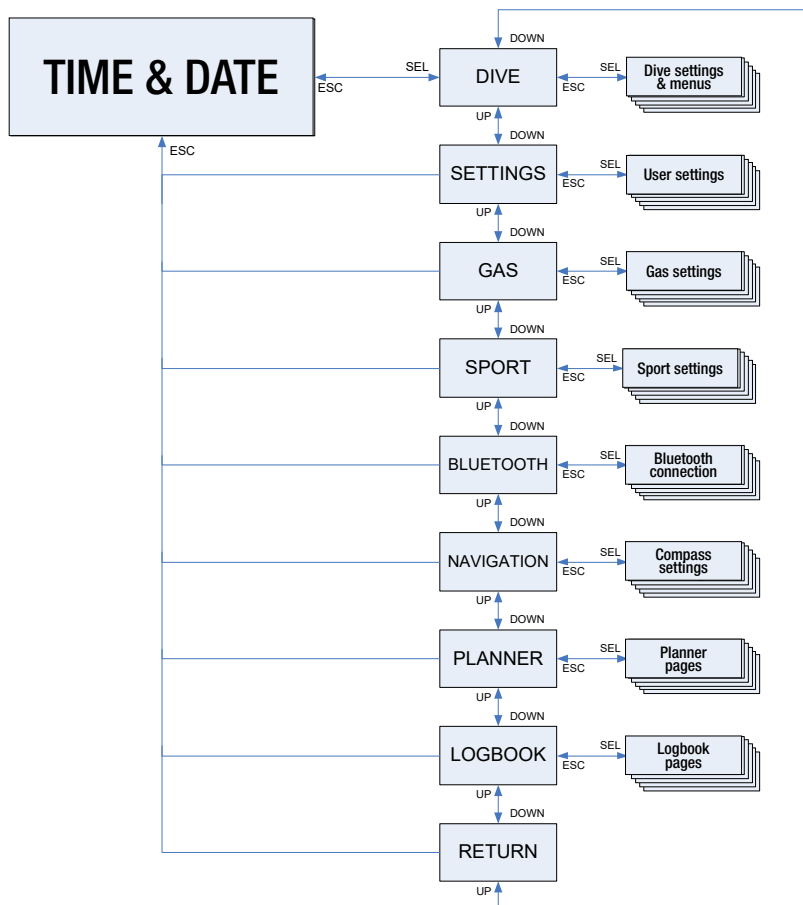 DOWN
TIME & DATE
SEL
ESC
DIVE
SEL
ESC
Dive settings
& menus
UP
DOWN
ESC
SETTINGS
SEL
ESC
User settings
UP
DOWN
GAS
SEL
ESC
Gas settings
UP
DOWN
SPORT
SEL
ESC
Sport settings
UP
DOWN
BLUETOOTH
SEL
ESC
Bluetooth
connection
UP
DOWN
NAVIGATION
SEL
ESC
Compass
settings
UP
DOWN
PLANNER
SEL
ESC
Planner
pages
UP
DOWN
LOGBOOK
SEL
ESC
Logbook
pages
UP
DOWN
RETURN
UP